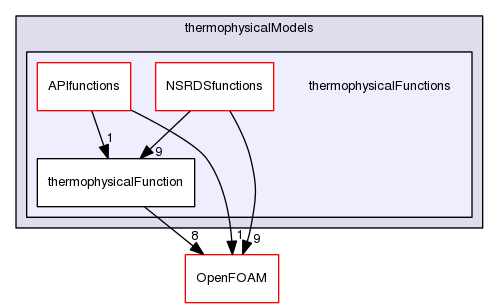 thermophysicalModels
APIfunctions
NSRDSfunctions
thermophysicalFunctions
1
9
thermophysicalFunction
8
1
9
OpenFOAM